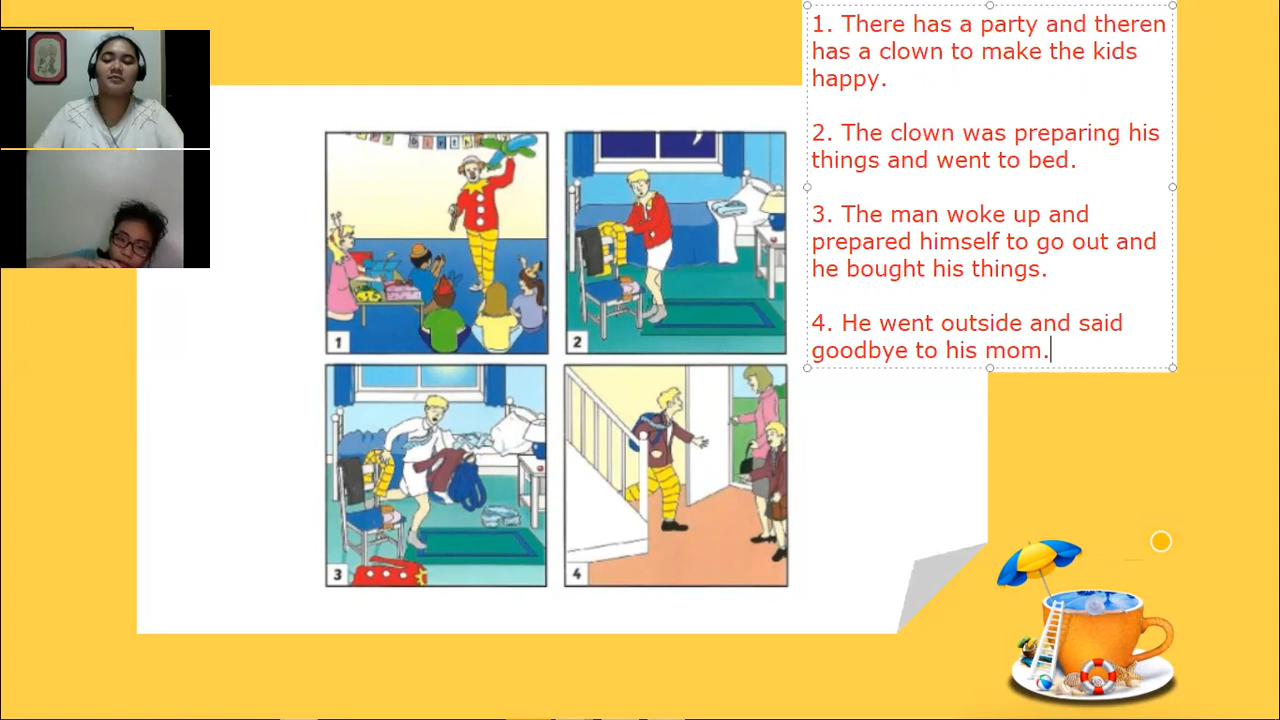 1. There has a party and theren
has a clown to make the kids
happy.
2. The clown was preparing his
things and went to bed.
3. The man woke up and
prepared himself to go out and
he bought his things.
4. He went outside and said
goodbye to his mom.
1
2
3
4